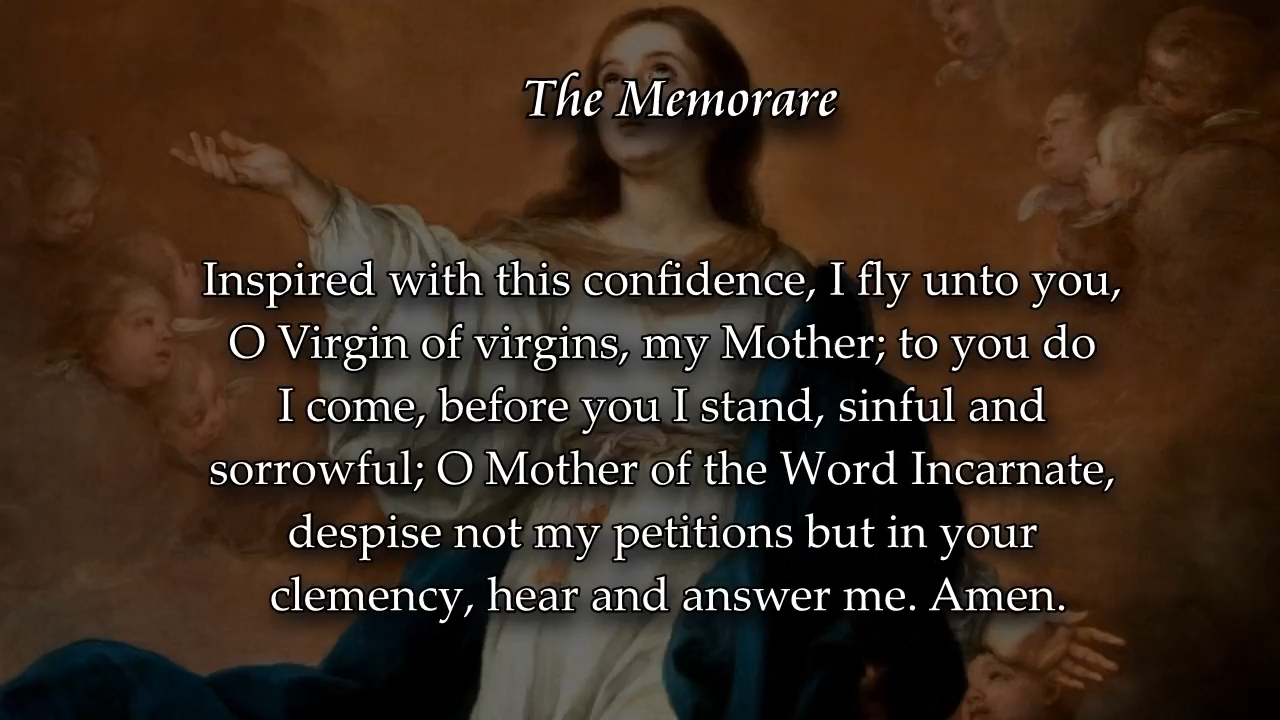 The Memorare
Inspired with this confidence, I fly unto you,
O Virgin of virgins, my Mother; to you do
I come, before you I stand, sinful and
sorrowful; O Mother of the Word Incarnate,
despise not my petitions but in your
clemency, hear and answer me. Amen.